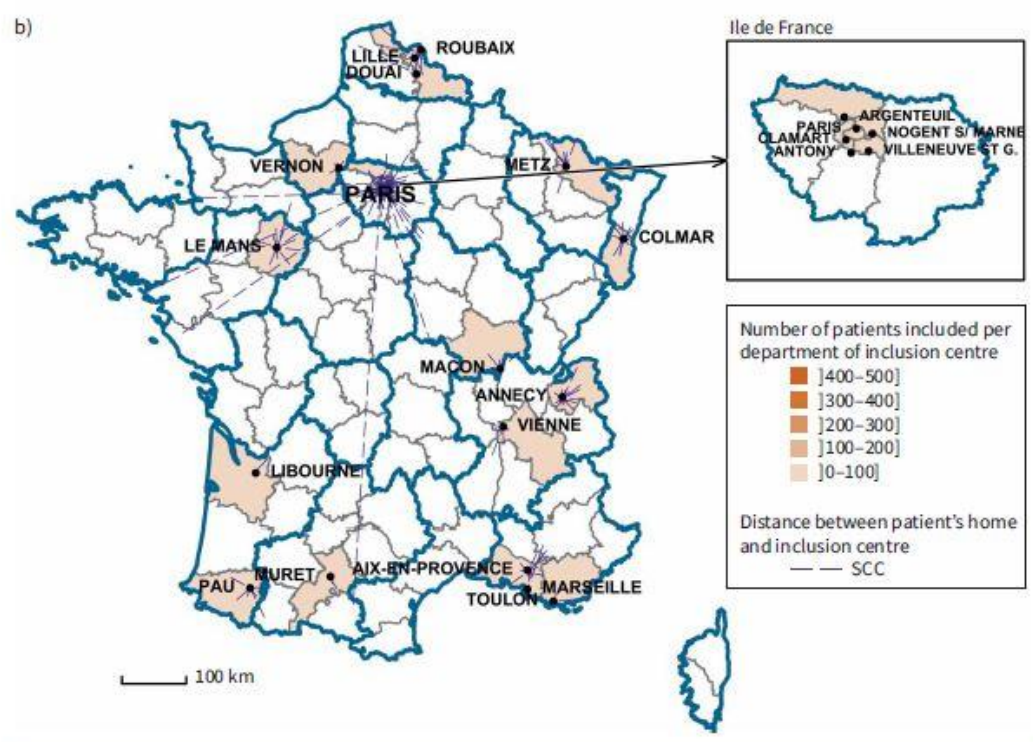 b)
ROUBAIX
LILLE
DOUAI
VERNON
PARIS
METZ
LE MANS
COLMAR
MACON
ANNECY
VIENNE
LIBOURNE
PAU
MURET
AIX-EN-PROVENCE
MARSEILLE
TOULON
100 km
Ile de France
ARGENTEUIL
PARIS
NOGENT S/ MARNE
CLAMART
ANTONY
VILLENEUVE ST G.
Number of patients included per
department of inclusion centre
]400–500]
]300–400]
]200–300]
]100–200]
]0–100]
Distance between patient's home
and inclusion centre
SCC